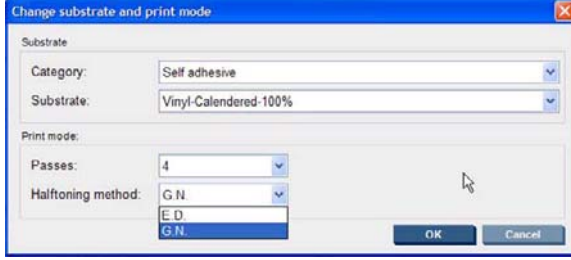 Change substrate and print mode
Substrate
Category: Self adhesive
Substrate: Vinyl-Calendered-100%
Print mode:
Passes: 4
Halftoning method: G.N.
E.D.
G.N.
OK Cancel